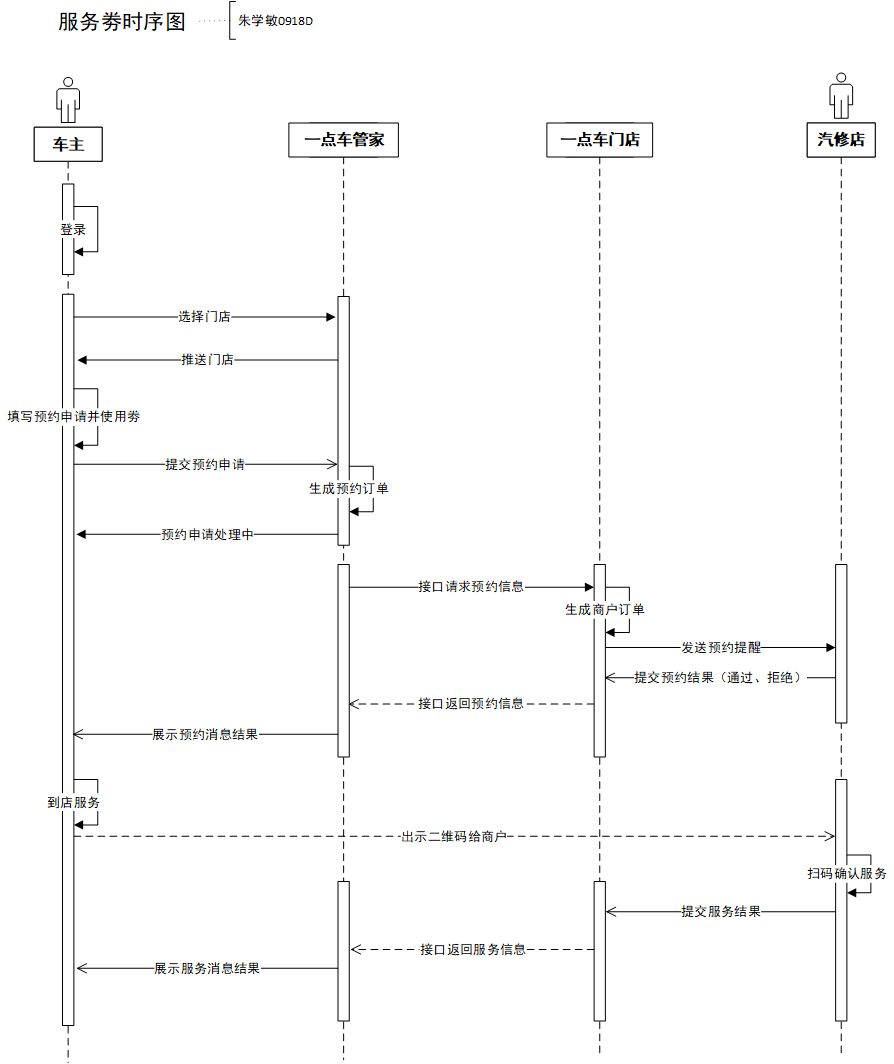 服务劵时序图
朱学敏0918D
车主
一点车管家
一点车门店
汽修店
登录
选择门店
推送门店
填写预约申请并使用劵
提交预约申请
生成预约订单
预约申请处理中
接口请求预约信息
生成商户订单
发送预约提醒
提交预约结果（通过、拒绝）
接口返回预约信息
展示预约消息结果
到店服务
出示二维码给商户
扫码确认服务
提交服务结果
接口返回服务信息
展示服务消息结果